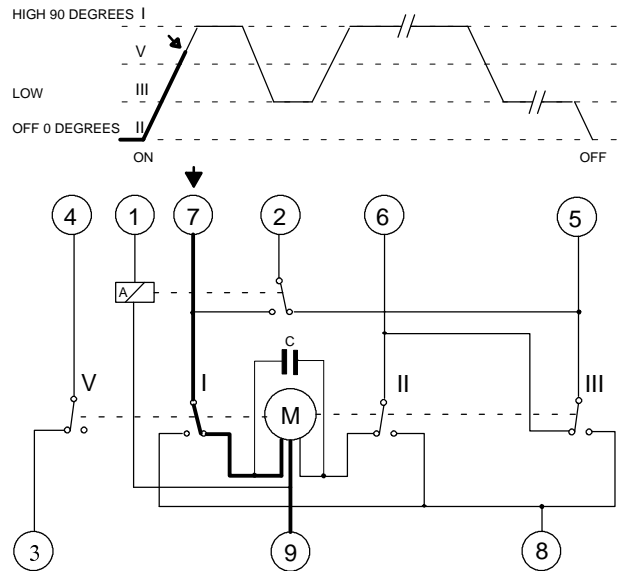 HIGH 90 DEGREES I
V
LOW III
OFF 0 DEGREES II
ON OFF
4 1 7 2 6 5
A
C
V I II III
M
3 9 8